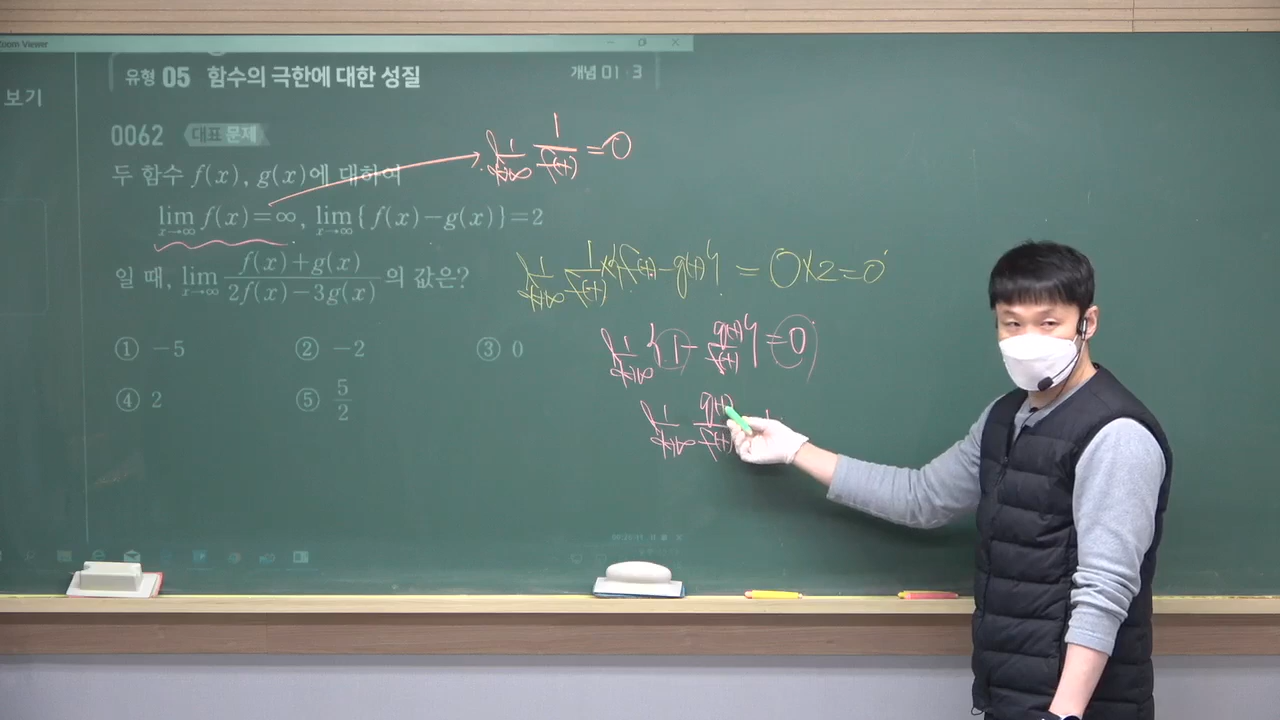 Zoom Viewer
보기
유형 05 함수의 극한에 대한 성질
개념 01·3
0062 대표 문제
두 함수 f(x), g(x)에 대하여
lim x→∞ f(x)=∞, lim x→∞ {f(x)−g(x)}=2
일 때, lim x→∞ (f(x)+g(x))/(2f(x)−3g(x)) 의 값은?
① −5 ② −2 ③ 0
④ 2 ⑤ 5/2
lim x→∞ 1/f(x) =0
lim x→∞ 1/f(x) × {f(x)−g(x)} = 0×2=0
lim x→∞ {1− g(x)/f(x)} =0
lim x→∞ g(x)/f(x)